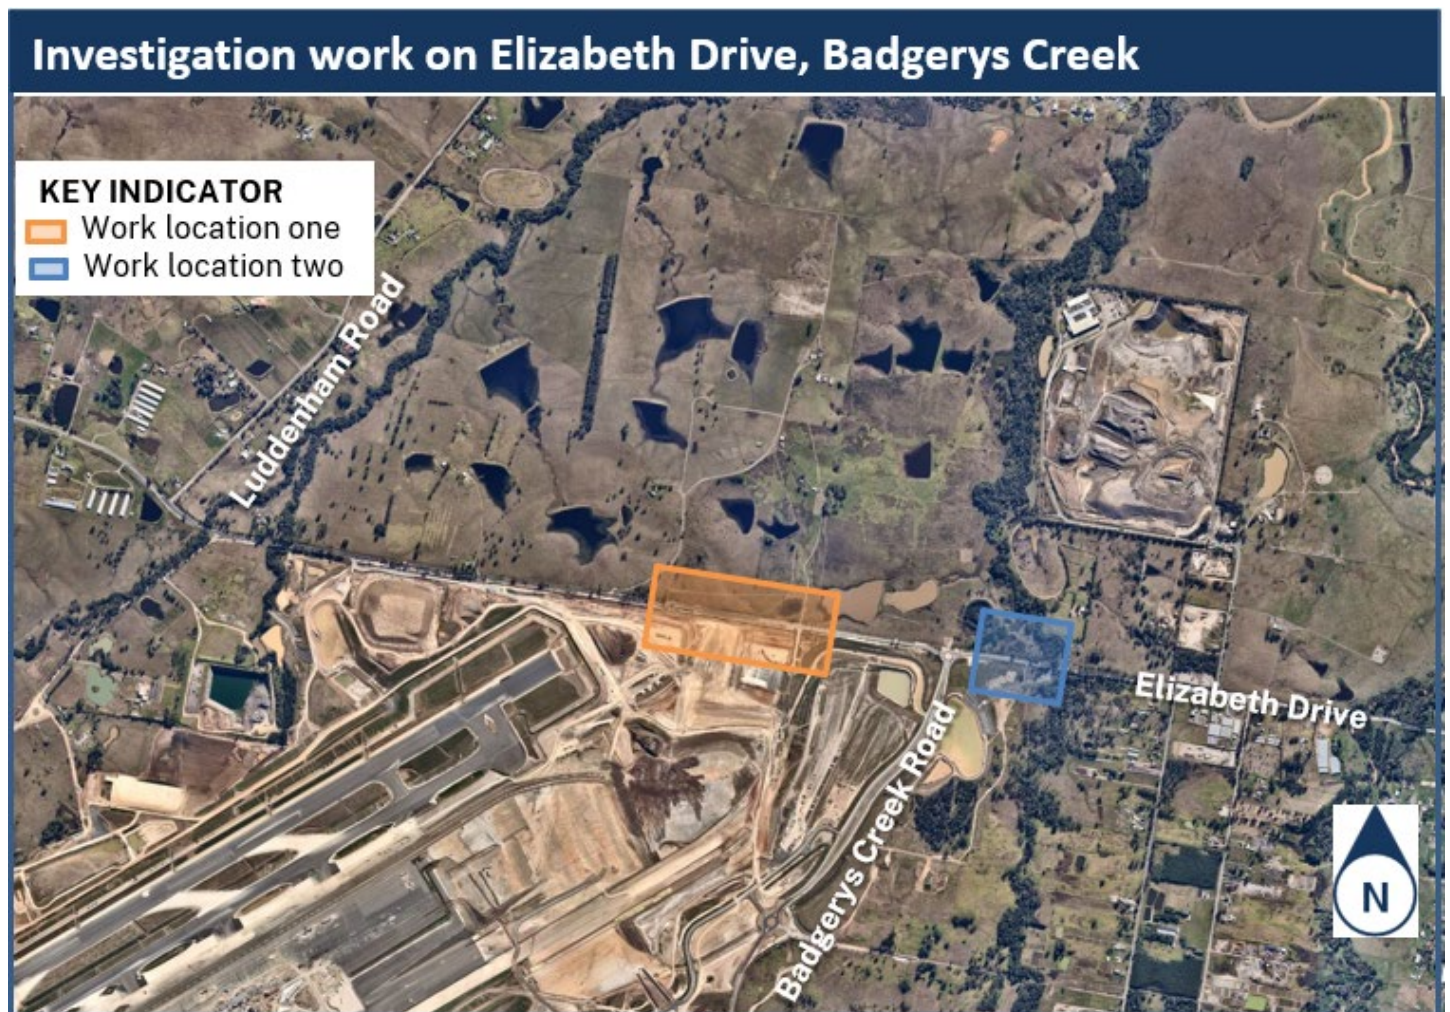 Investigation work on Elizabeth Drive, Badgerys Creek
KEY INDICATOR
Work location one
Work location two
Luddenham Road
Elizabeth Drive
Badgerys Creek Road
N